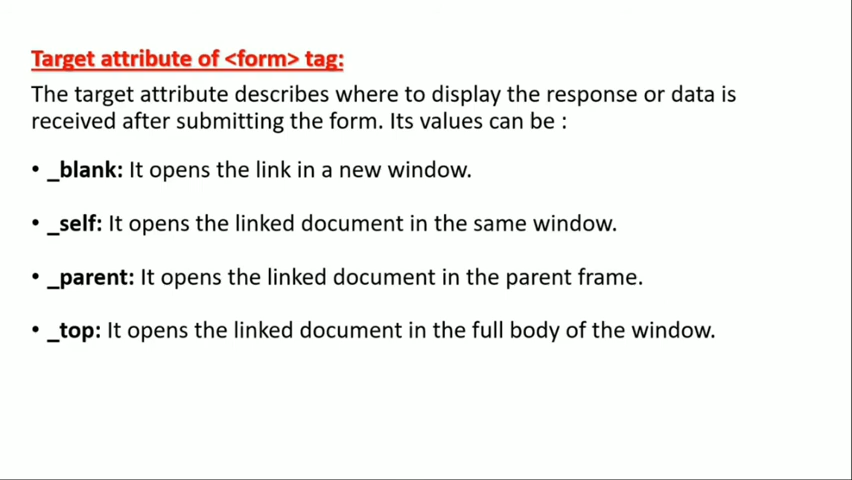 Target attribute of <form> tag:
The target attribute describes where to display the response or data is
received after submitting the form. Its values can be :
• _blank: It opens the link in a new window.
• _self: It opens the linked document in the same window.
• _parent: It opens the linked document in the parent frame.
• _top: It opens the linked document in the full body of the window.